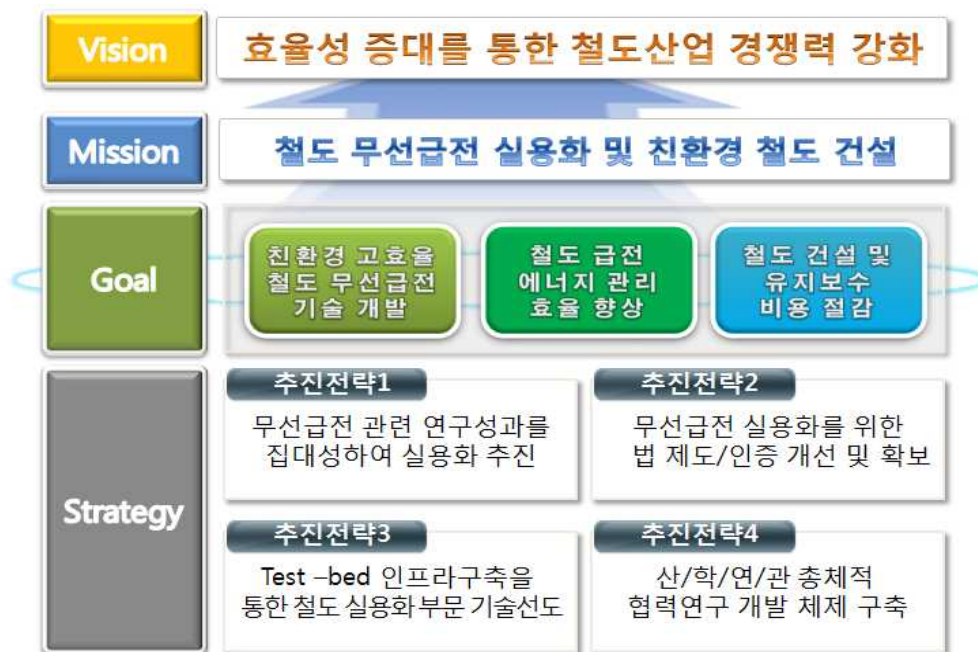 Vision
효율성 증대를 통한 철도산업 경쟁력 강화
Mission
철도 무선급전 실용화 및 친환경 철도 건설
Goal
친환경 고효율
철도 무선급전
기술 개발
철도 급전
에너지 관리
효율 향상
철도 건설 및
유지보수
비용 절감
Strategy
추진전략1
무선급전 관련 연구성과를
집대성하여 실용화 추진
추진전략2
무선급전 실용화를 위한
법 제도/인증 개선 및 확보
추진전략3
Test –bed 인프라구축을
통한 철도 실용화 부문 기술선도
추진전략4
산/학/연/관 총체적
협력연구 개발 체제 구축